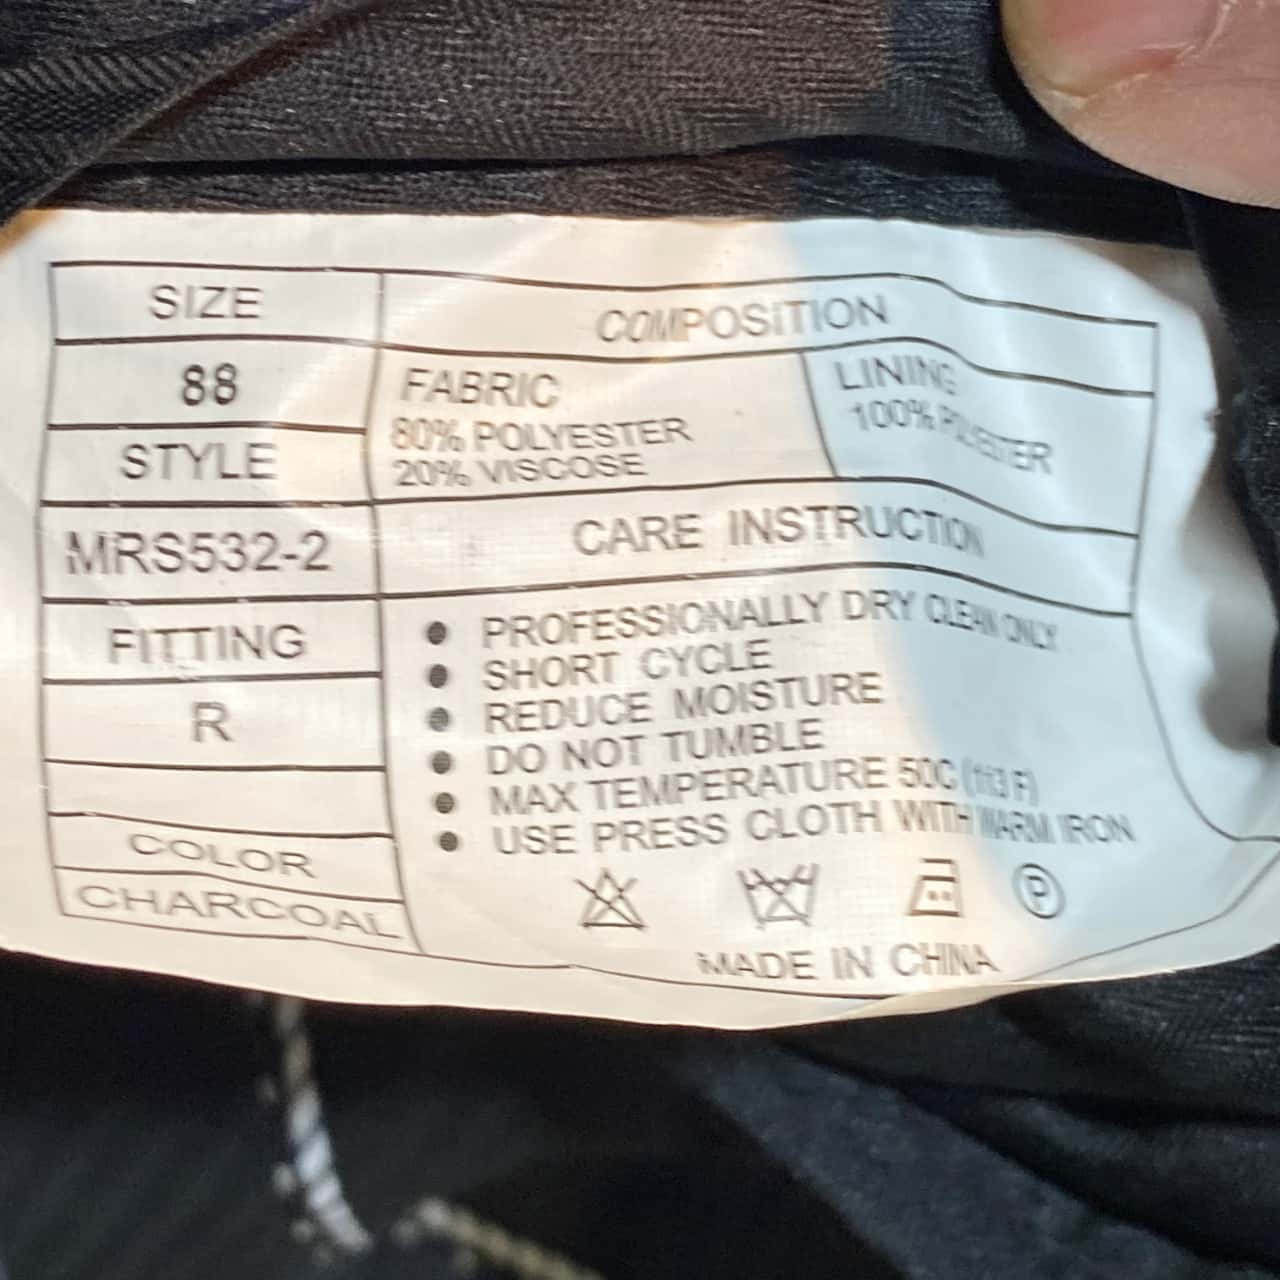 SIZE
88
STYLE
MRS532-2
FITTING
R
COLOR
CHARCOAL
COMPOSITION
FABRIC
80% POLYESTER
20% VISCOSE
LINING
100% POLYESTER
CARE INSTRUCTION
● PROFESSIONALLY DRY CLEAN ONLY
● SHORT CYCLE
● REDUCE MOISTURE
● DO NOT TUMBLE
● MAX TEMPERATURE 50C (113 F)
● USE PRESS CLOTH WITH WARM IRON
P
MADE IN CHINA